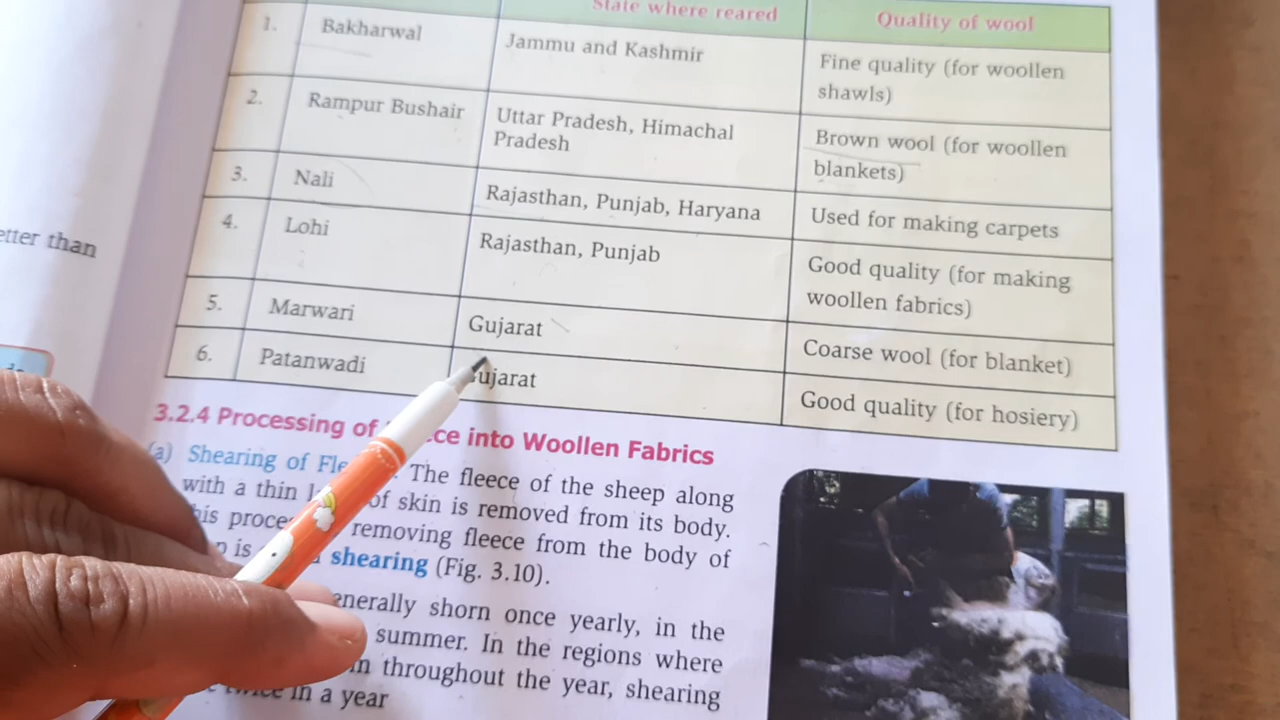 State where reared
Quality of wool
1. Bakharwal Jammu and Kashmir Fine quality (for woollen
shawls)
2. Rampur Bushair Uttar Pradesh, Himachal Brown wool (for woollen
Pradesh blankets)
3. Nali Rajasthan, Punjab, Haryana Used for making carpets
4. Lohi Rajasthan, Punjab Good quality (for making
woollen fabrics)
5. Marwari Gujarat Coarse wool (for blanket)
6. Patanwadi Gujarat Good quality (for hosiery)
etter than
3.2.4 Processing of into Woollen Fabrics
(a) Shearing of The fleece of the sheep along
with a thin of skin is removed from its body.
removing fleece from the body of
is shearing (Fig. 3.10).
shorn once yearly, in the
summer. In the regions where
throughout the year, shearing
twice in a year